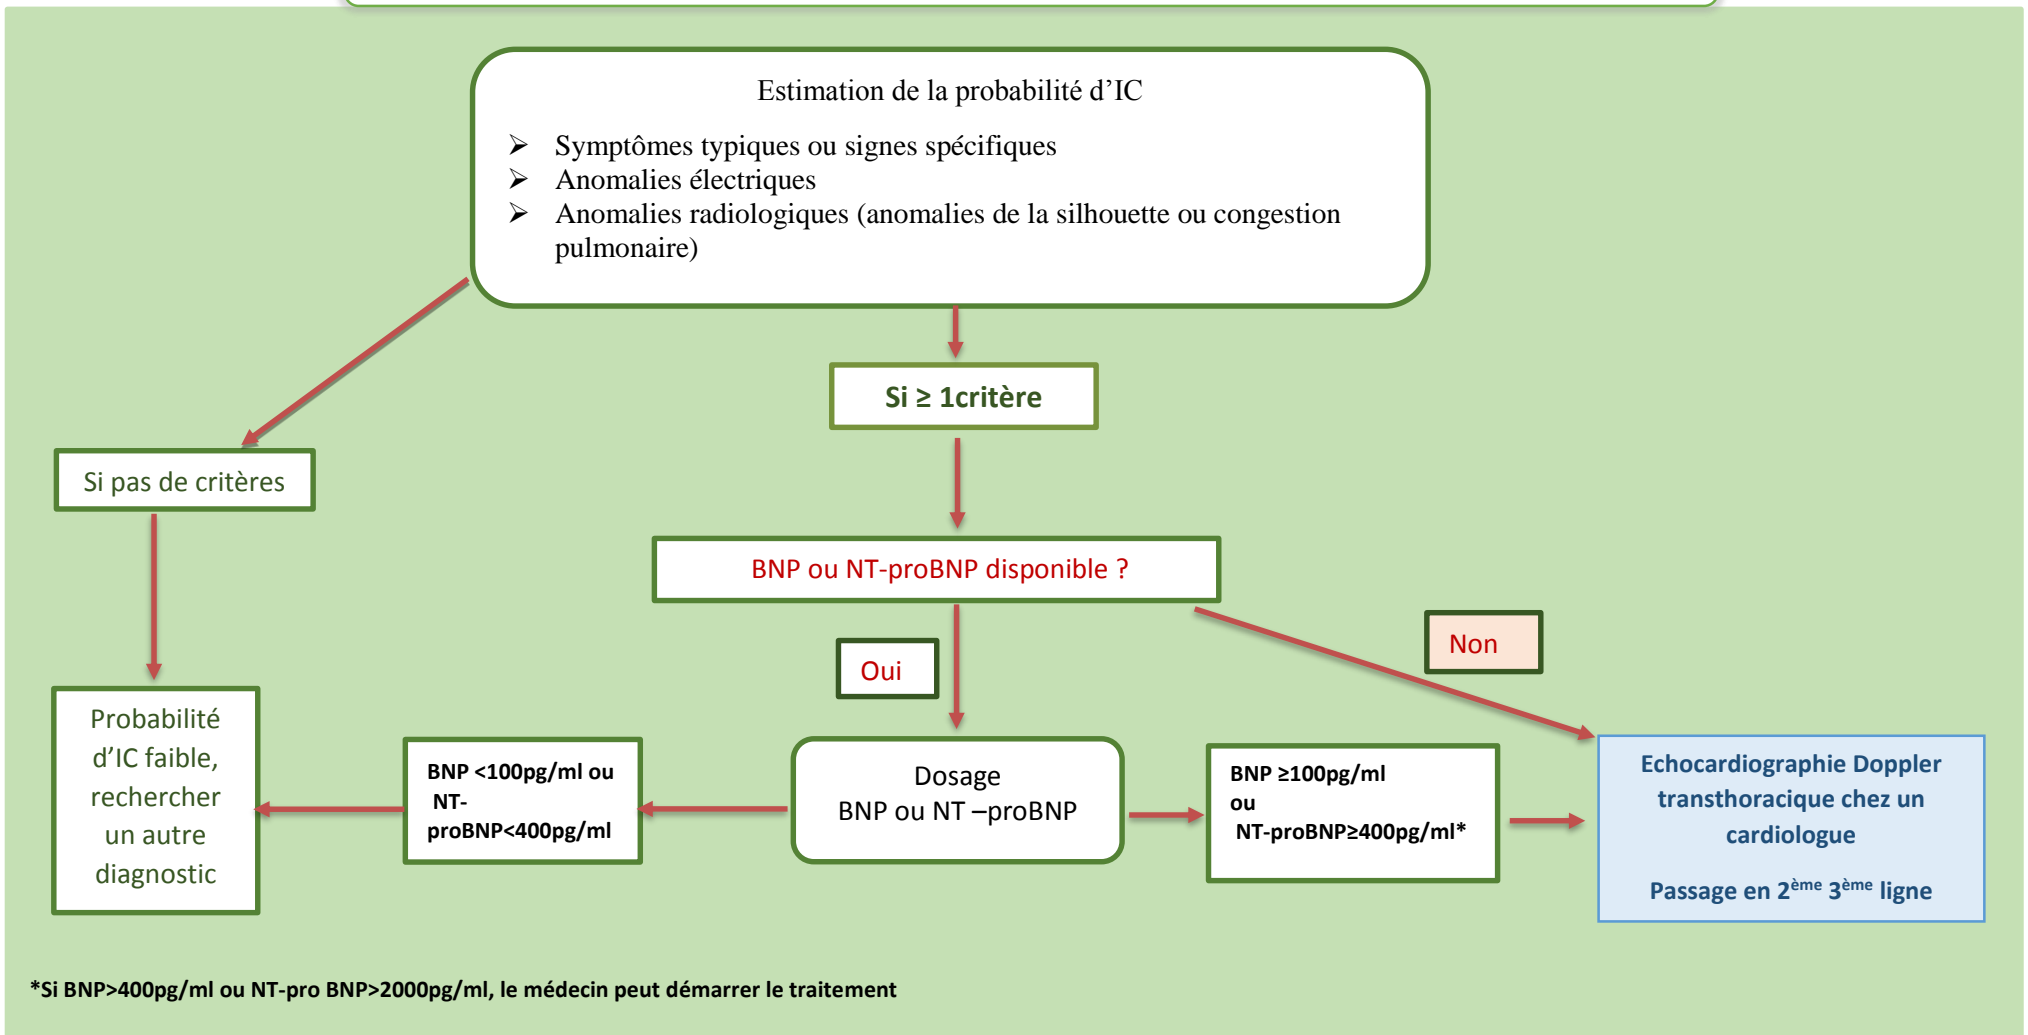 Estimation de la probabilité d’IC
➢ Symptômes typiques ou signes spécifiques
➢ Anomalies électriques
➢ Anomalies radiologiques (anomalies de la silhouette ou congestion
pulmonaire)
Si ≥ 1critère
Si pas de critères
BNP ou NT-proBNP disponible ?
Oui
Non
Probabilité
d’IC faible,
rechercher
un autre
diagnostic
BNP <100pg/ml ou
NT-
proBNP<400pg/ml
Dosage
BNP ou NT –proBNP
BNP ≥100pg/ml
ou
NT-proBNP≥400pg/ml*
Echocardiographie Doppler
transthoracique chez un
cardiologue
Passage en 2ème 3ème ligne
*Si BNP>400pg/ml ou NT-pro BNP>2000pg/ml, le médecin peut démarrer le traitement